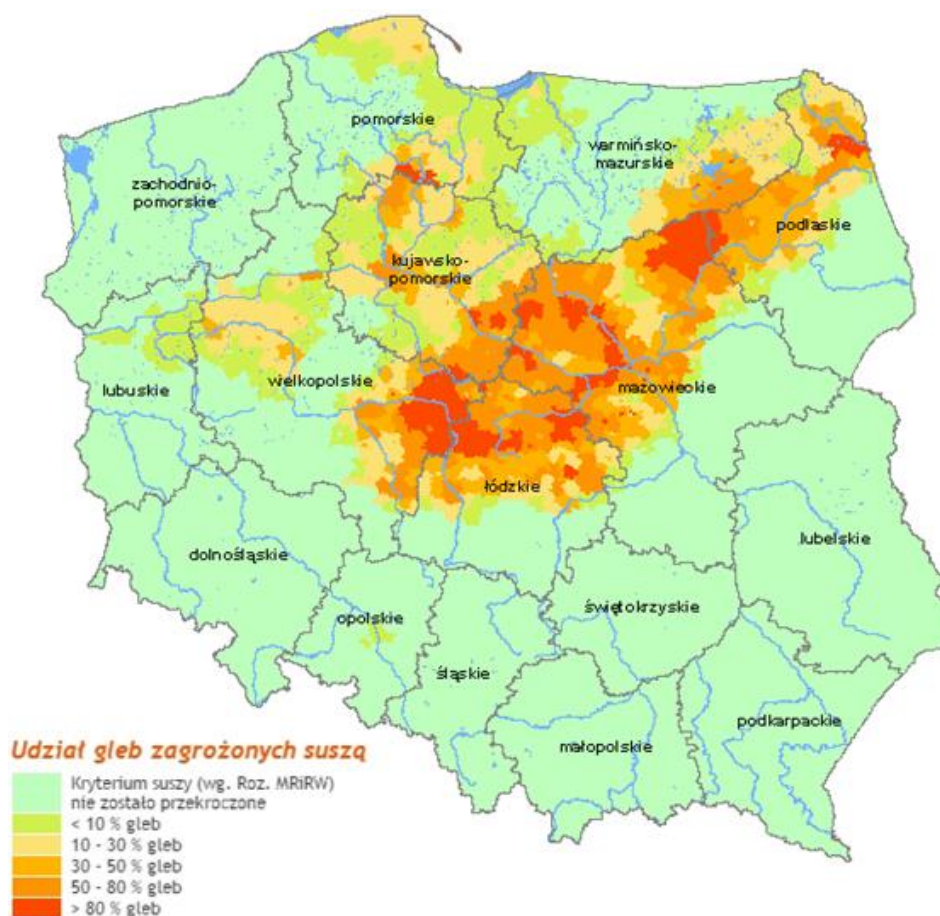 pomorskie
warmińsko-
mazurskie
zachodnio-
pomorskie
podlaskie
kujawsko-
pomorskie
lubuskie
wielkopolskie
mazowieckie
łódzkie
dolnośląskie
lubelskie
opolskie
świętokrzyskie
śląskie
podkarpackie
małopolskie
Udział gleb zagrożonych suszą
Kryterium suszy (wg. Roz. MRiRW)
nie zostało przekroczone
< 10 % gleb
10 - 30 % gleb
30 - 50 % gleb
50 - 80 % gleb
> 80 % gleb